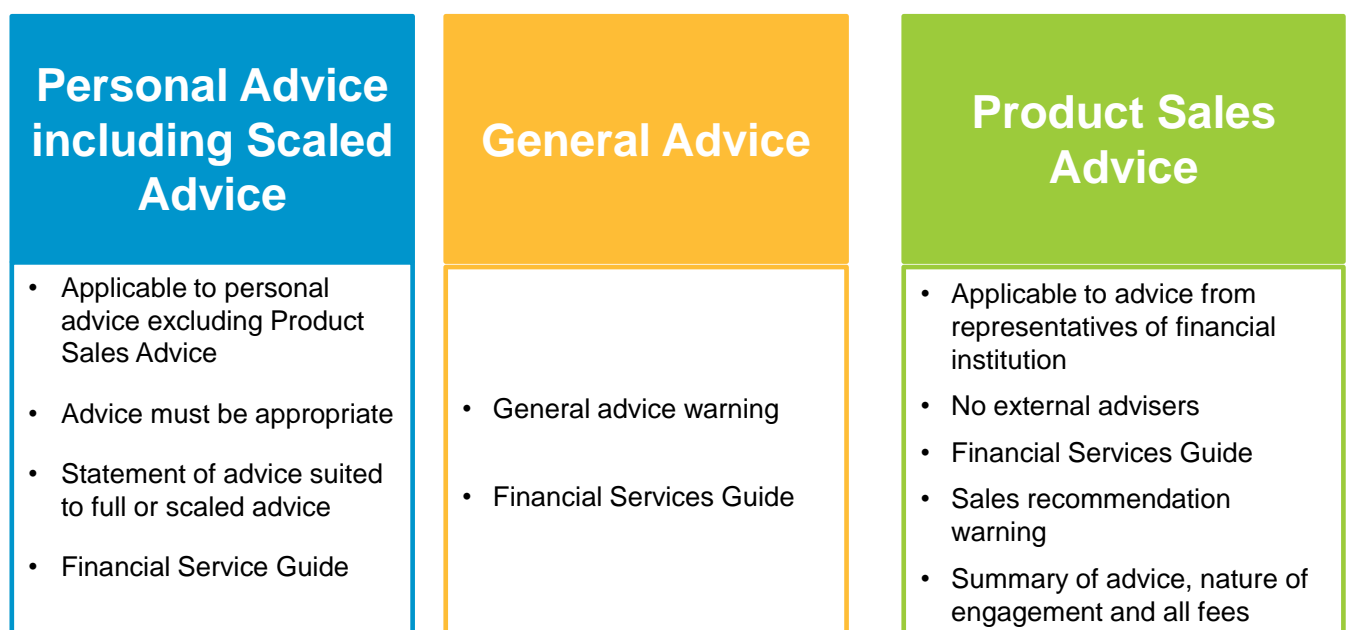 Personal Advice
including Scaled
Advice
• Applicable to personal
advice excluding Product
Sales Advice
• Advice must be appropriate
• Statement of advice suited
to full or scaled advice
• Financial Service Guide
General Advice
• General advice warning
• Financial Services Guide
Product Sales
Advice
• Applicable to advice from
representatives of financial
institution
• No external advisers
• Financial Services Guide
• Sales recommendation
warning
• Summary of advice, nature of
engagement and all fees